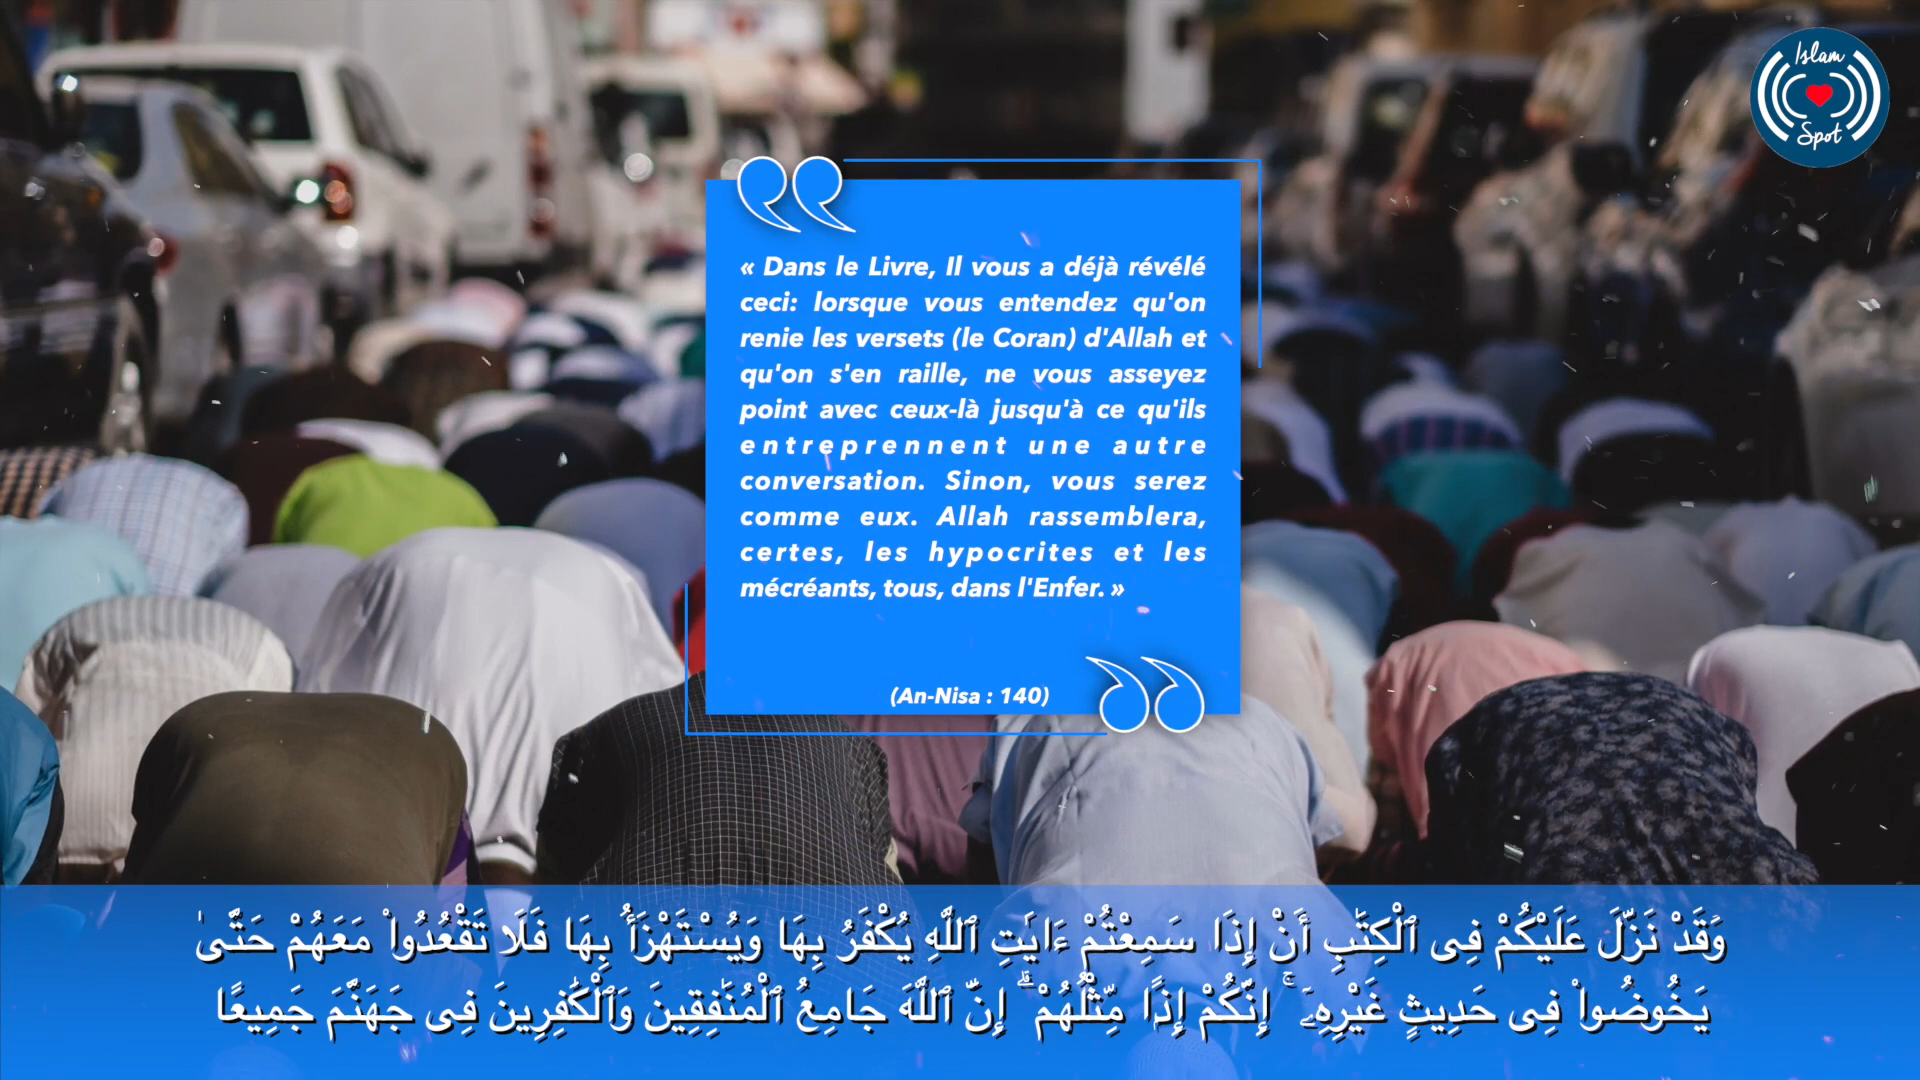 Islam
Spot
« Dans le Livre, Il vous a déjà révélé
ceci: lorsque vous entendez qu'on
renie les versets (le Coran) d'Allah et
qu'on s'en raille, ne vous asseyez
point avec ceux-là jusqu'à ce qu'ils
entreprennent une autre
conversation. Sinon, vous serez
comme eux. Allah rassemblera,
certes, les hypocrites et les
mécréants, tous, dans l'Enfer. »
(An-Nisa : 140)
وَقَدْ نَزَّلَ عَلَيْكُمْ فِى ٱلْكِتَٰبِ أَنْ إِذَا سَمِعْتُمْ ءَايَٰتِ ٱللَّهِ يُكْفَرُ بِهَا وَيُسْتَهْزَأُ بِهَا فَلَا تَقْعُدُوا۟ مَعَهُمْ حَتَّىٰ
يَخُوضُوا۟ فِى حَدِيثٍ غَيْرِهِۦٓ ۚ إِنَّكُمْ إِذًا مِّثْلُهُمْ ۗ إِنَّ ٱللَّهَ جَامِعُ ٱلْمُنَٰفِقِينَ وَٱلْكَٰفِرِينَ فِى جَهَنَّمَ جَمِيعًا